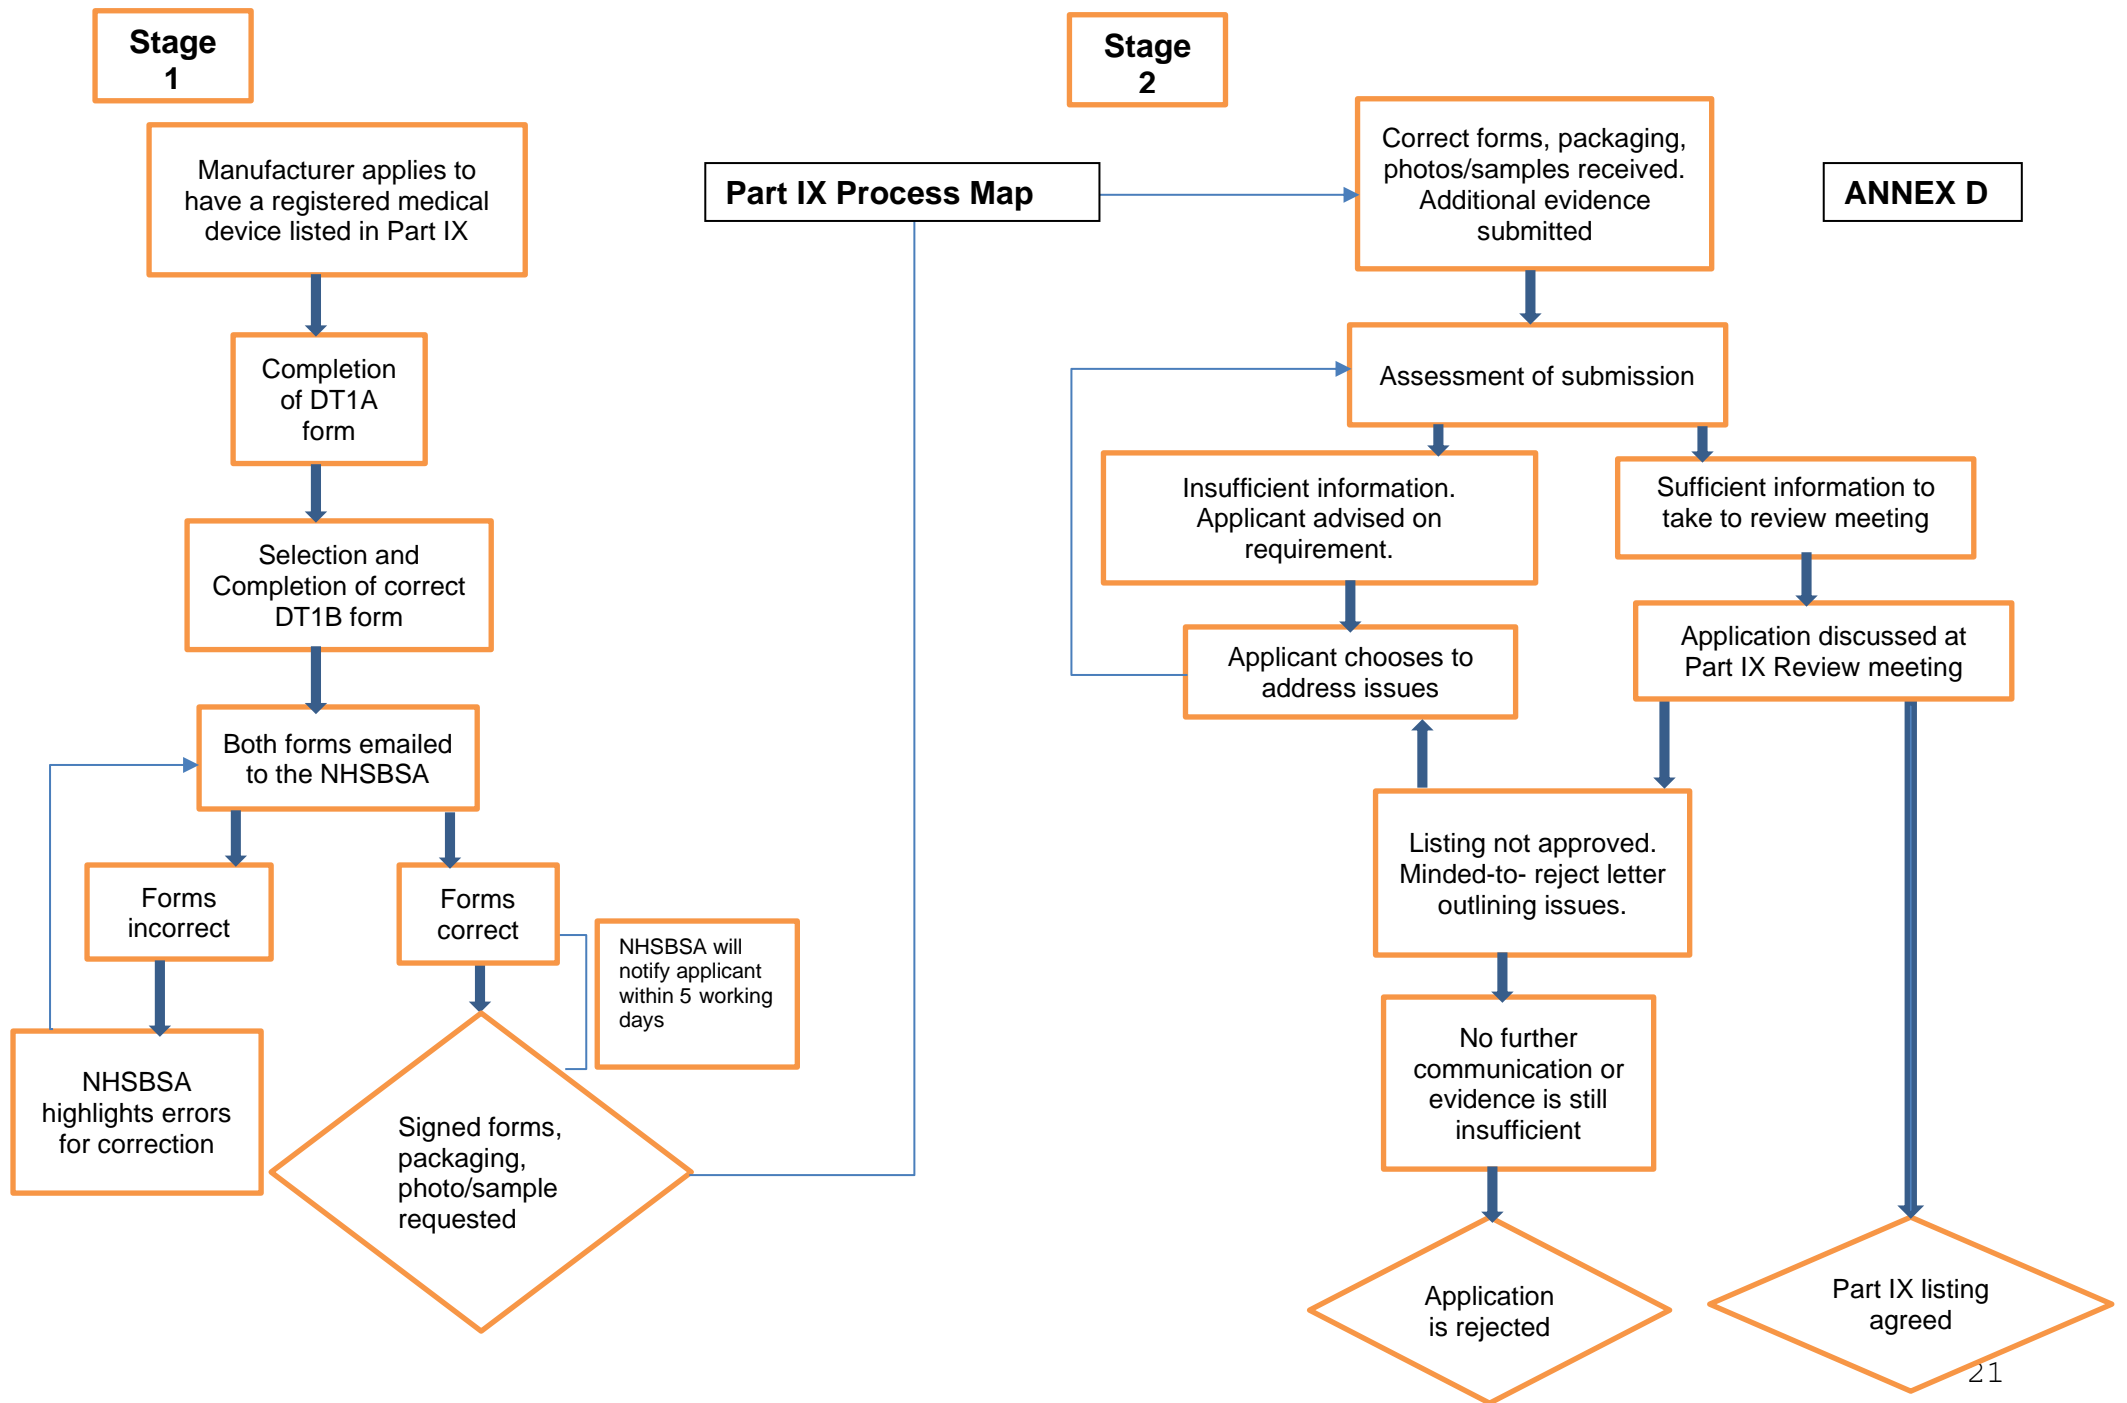 Stage
1
Manufacturer applies to
have a registered medical
device listed in Part IX
Completion
of DT1A
form
Selection and
Completion of correct
DT1B form
Both forms emailed
to the NHSBSA
Forms
incorrect
Forms
correct
NHSBSA will
notify applicant
within 5 working
days
NHSBSA
highlights errors
for correction
Signed forms,
packaging,
photo/sample
requested
Part IX Process Map
Stage
2
Correct forms, packaging,
photos/samples received.
Additional evidence
submitted
ANNEX D
Assessment of submission
Insufficient information.
Applicant advised on
requirement.
Sufficient information to
take to review meeting
Applicant chooses to
address issues
Application discussed at
Part IX Review meeting
Listing not approved.
Minded-to- reject letter
outlining issues.
No further
communication or
evidence is still
insufficient
Application
is rejected
Part IX listing
agreed
21